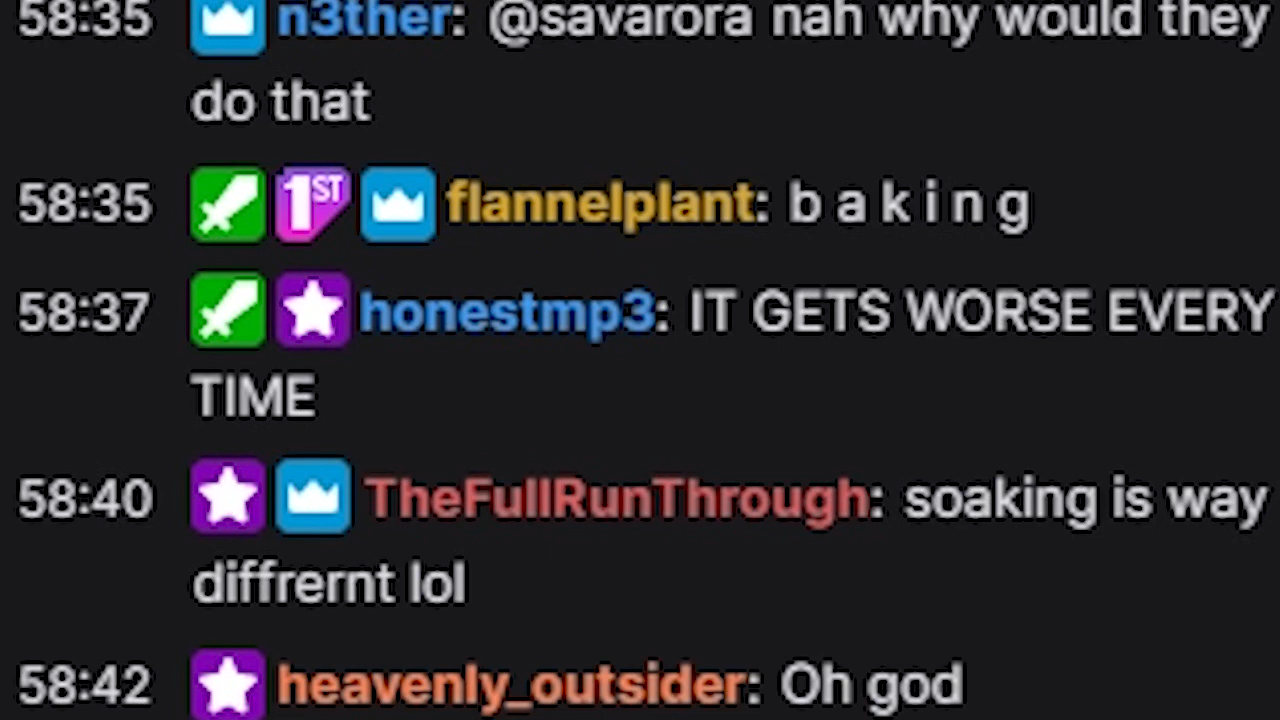 58:35 n3ther: @savarora nah why would they
do that
58:35 1ST flannelplant: b a k i n g
58:37 honestmp3: IT GETS WORSE EVERY
TIME
58:40 TheFullRunThrough: soaking is way
diffrernt lol
58:42 heavenly_outsider: Oh god